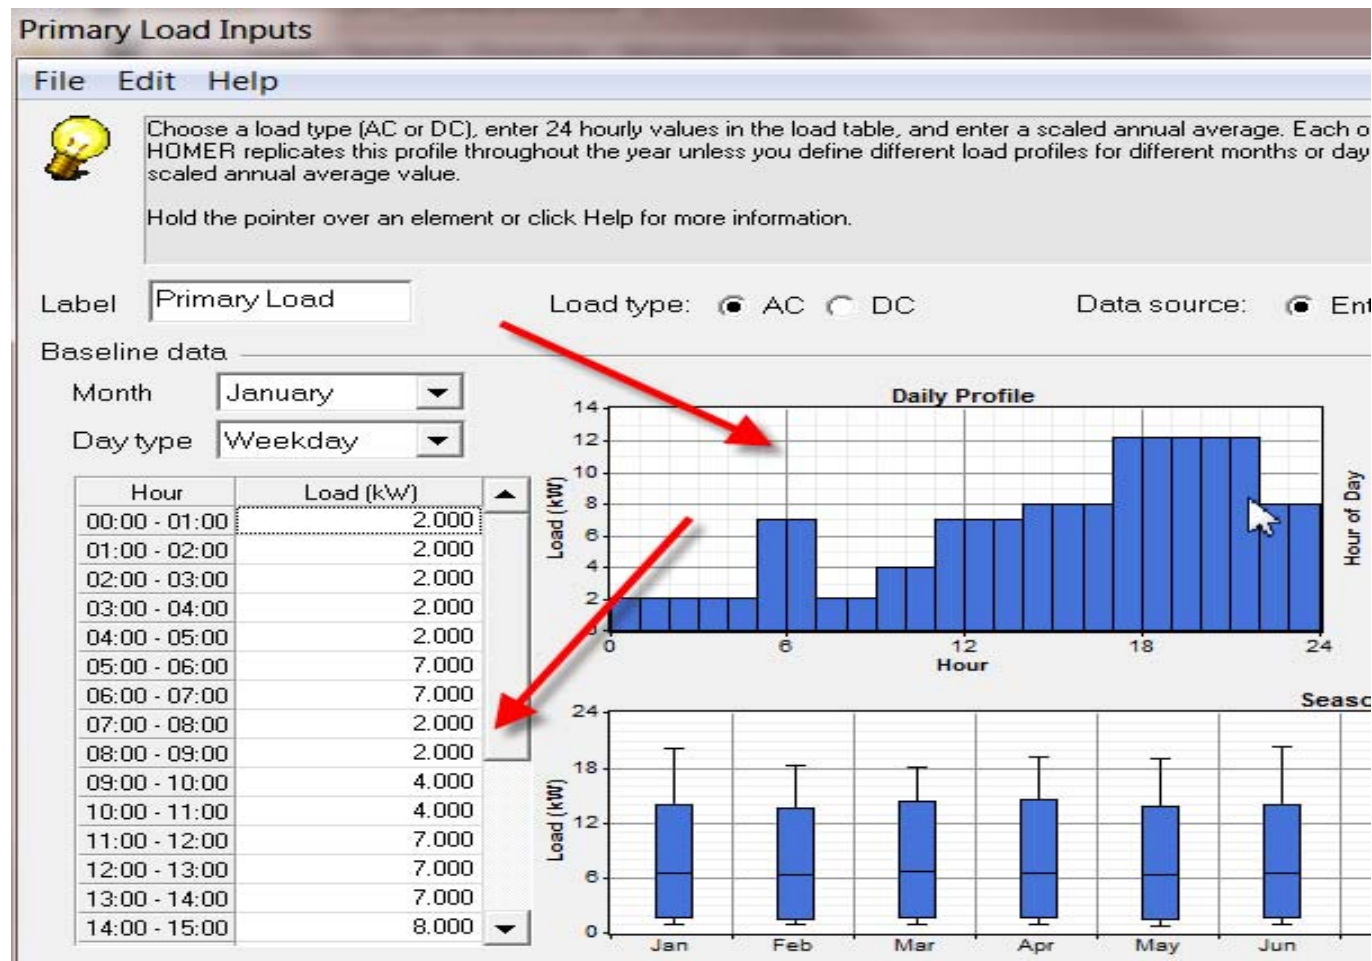 Primary Load Inputs
File Edit Help
Choose a load type (AC or DC), enter 24 hourly values in the load table, and enter a scaled annual average. Each o
HOMER replicates this profile throughout the year unless you define different load profiles for different months or day
scaled annual average value.
Hold the pointer over an element or click Help for more information.
Label Primary Load Load type: AC DC Data source: Ent
Baseline data
Month January
Day type Weekday
Hour Load (kW)
00:00 - 01:00 2.000
01:00 - 02:00 2.000
02:00 - 03:00 2.000
03:00 - 04:00 2.000
04:00 - 05:00 2.000
05:00 - 06:00 7.000
06:00 - 07:00 7.000
07:00 - 08:00 2.000
08:00 - 09:00 2.000
09:00 - 10:00 4.000
10:00 - 11:00 4.000
11:00 - 12:00 7.000
12:00 - 13:00 7.000
13:00 - 14:00 7.000
14:00 - 15:00 8.000
Daily Profile
Load (kW)
14
12
10
8
6
4
2
0
0 6 12 18 24
Hour
Hour of Day
Seaso
Load (kW)
24
18
12
6
0
Jan Feb Mar Apr May Jun